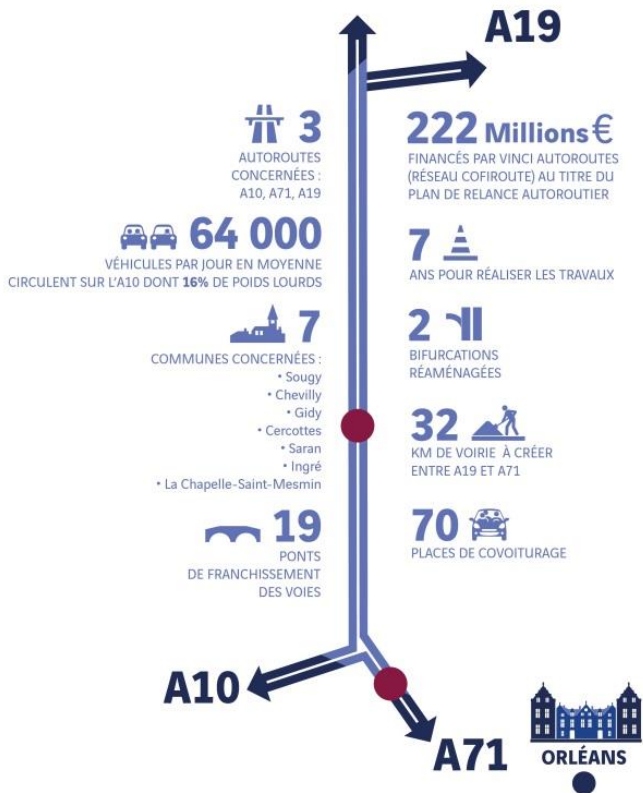 A19
3
AUTOROUTES
CONCERNÉES :
A10, A71, A19
64 000
VÉHICULES PAR JOUR EN MOYENNE
CIRCULENT SUR L'A10 DONT 16% DE POIDS LOURDS
7
COMMUNES CONCERNÉES :
• Sougy
• Chevilly
• Gidy
• Cercottes
• Saran
• Ingré
• La Chapelle-Saint-Mesmin
19
PONTS
DE FRANCHISSEMENT
DES VOIES
222 Millions €
FINANCÉS PAR VINCI AUTOROUTES
(RÉSEAU COFIROUTE) AU TITRE DU
PLAN DE RELANCE AUTOROUTIER
7
ANS POUR RÉALISER LES TRAVAUX
2
BIFURCATIONS
RÉAMÉNAGÉES
32
KM DE VOIRIE À CRÉER
ENTRE A19 ET A71
70
PLACES DE COVOITURAGE
A10
A71
ORLÉANS